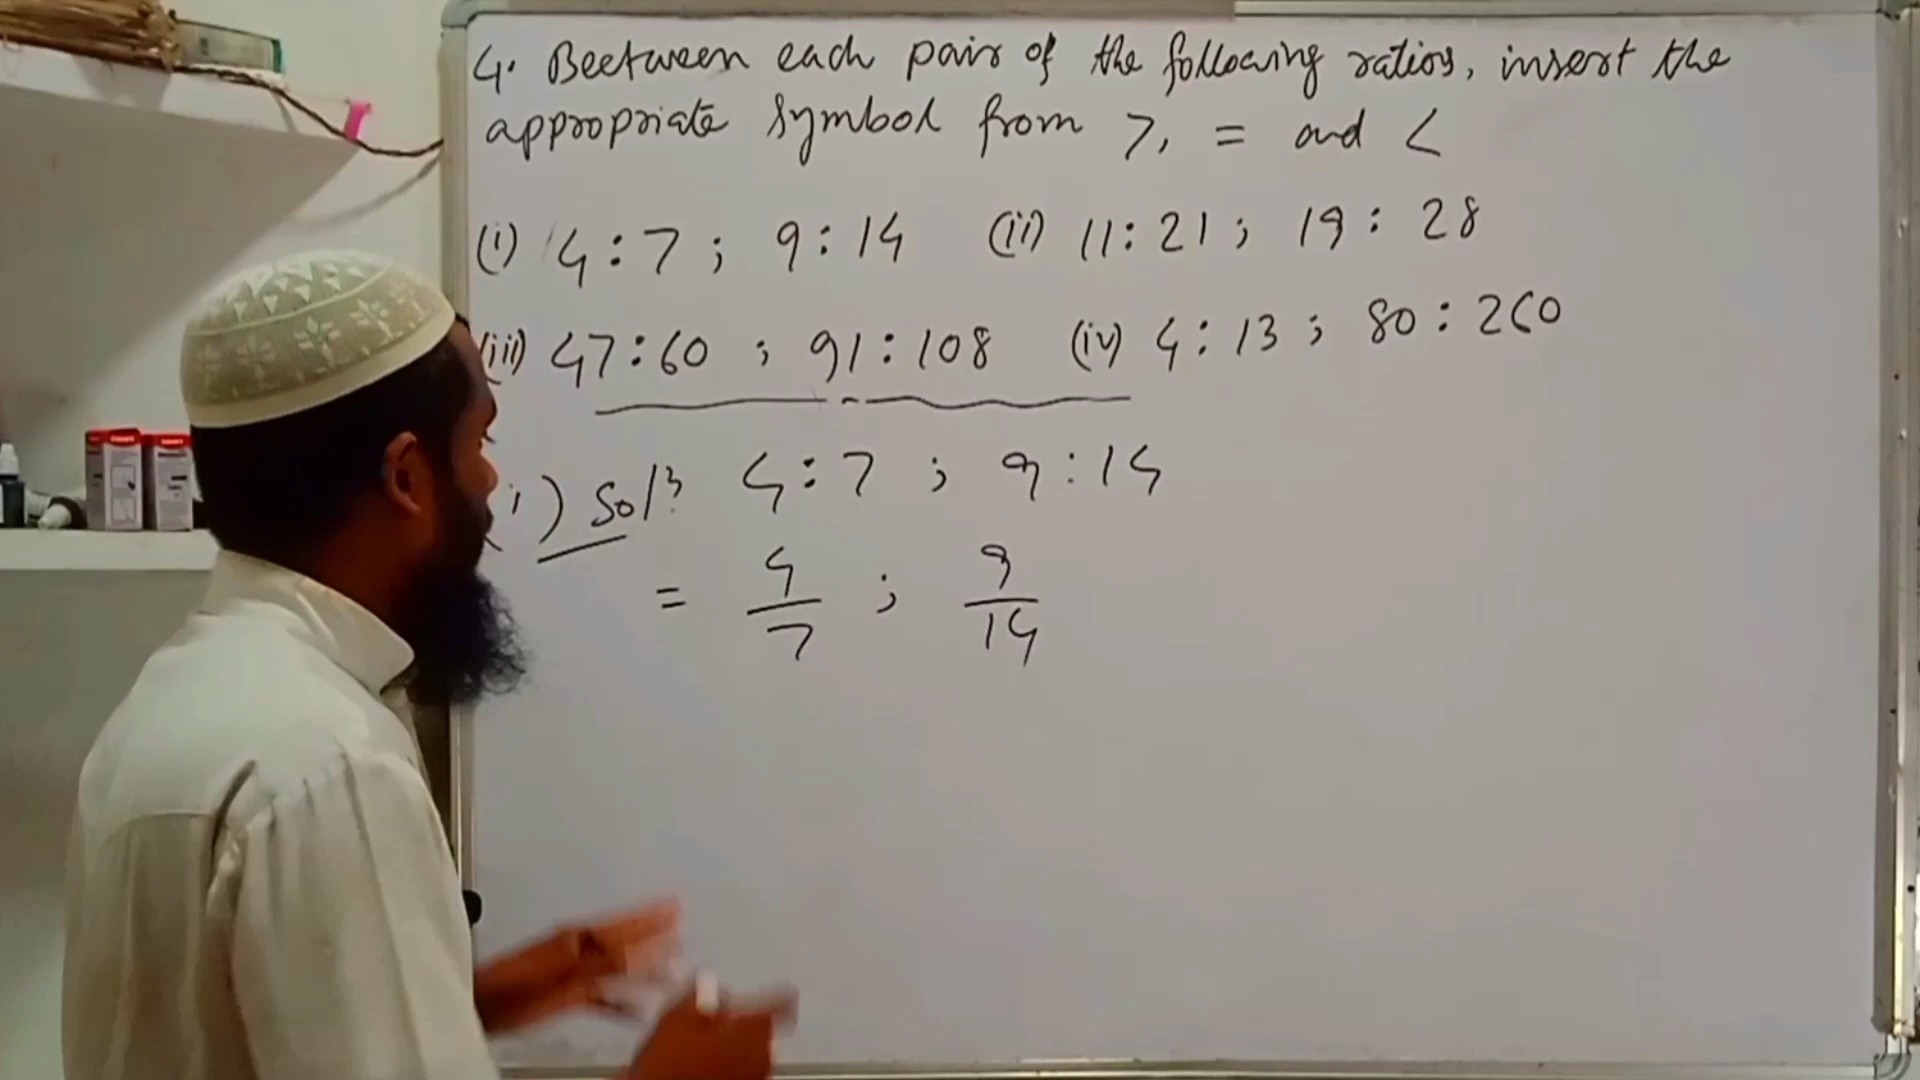 4. Beetween each pair of the following ratios, insert the
appropriate symbol from >, = and <
(i) 4:7 ; 9:14 (ii) 11:21 ; 19:28
(iii) 47:60 ; 91:108 (iv) 4:13 ; 80:260
(i) Solⁿ 4:7 ; 9:14
= 4/7 ; 9/14